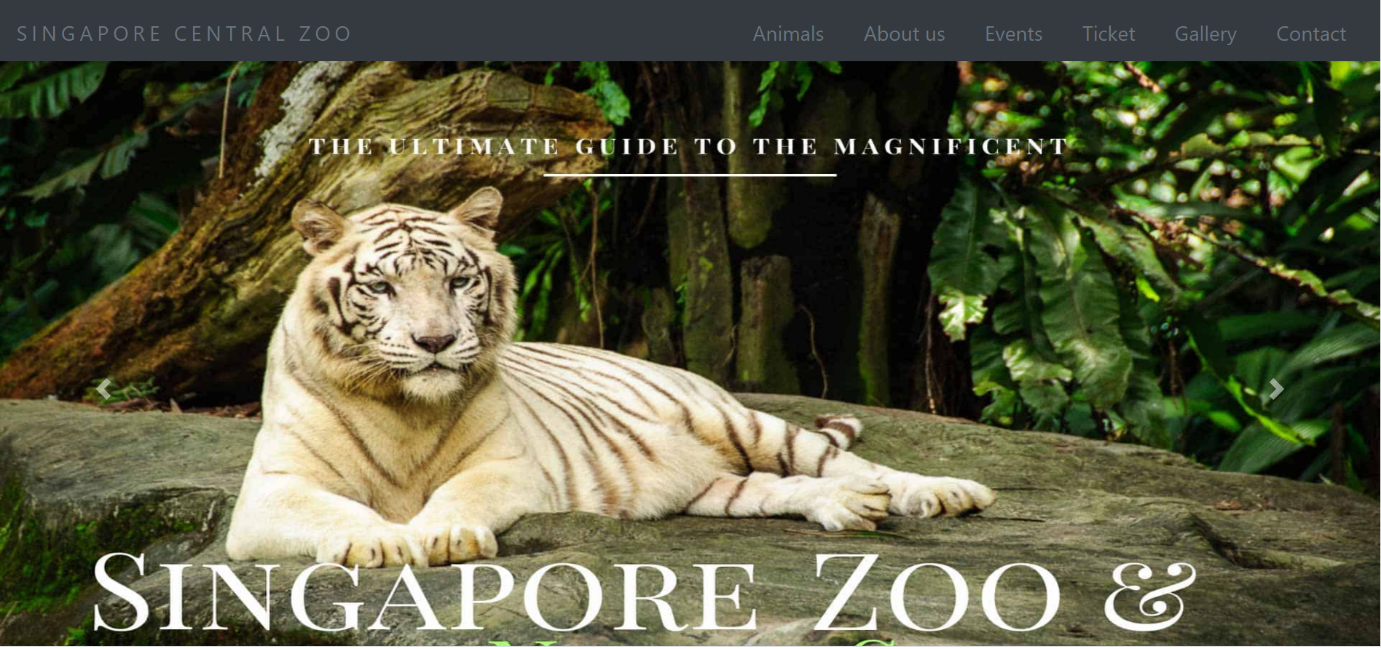 SINGAPORE CENTRAL ZOO
Animals About us Events Ticket Gallery Contact
THE ULTIMATE GUIDE TO THE MAGNIFICENT
SINGAPORE ZOO &